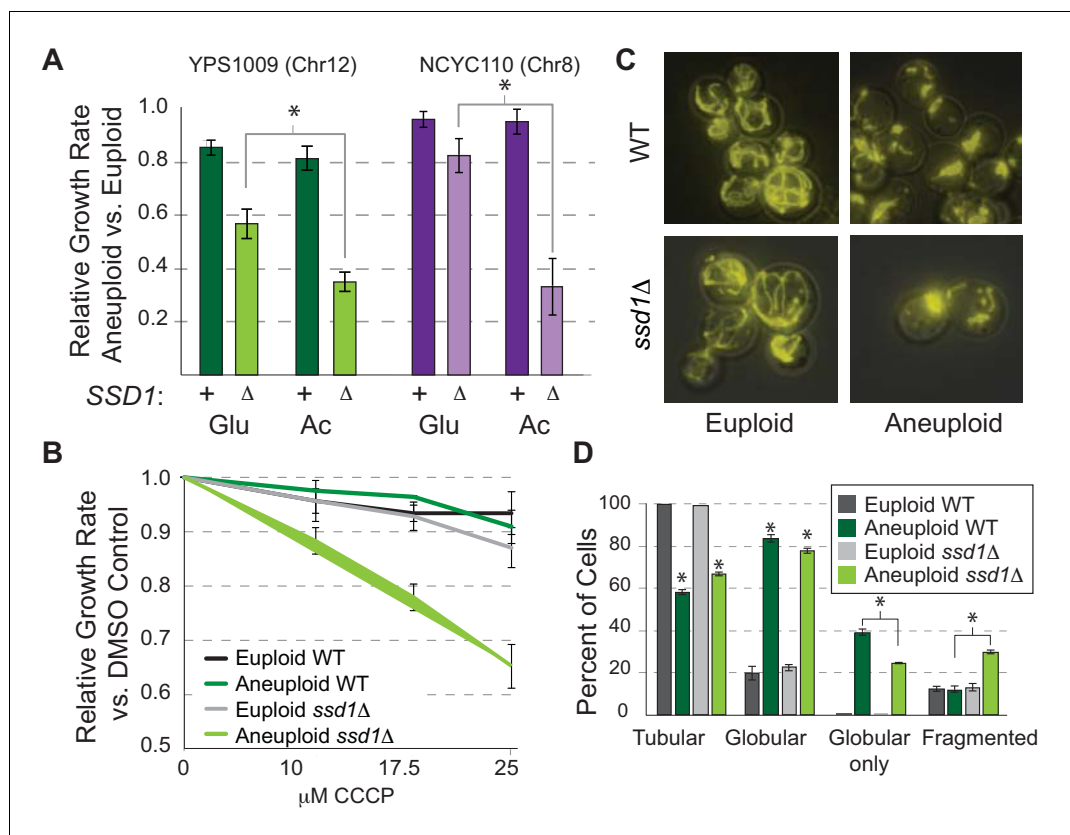 A
YPS1009 (Chr12)
NCYC110 (Chr8)
Relative Growth Rate
Aneuploid vs. Euploid
1.0
0.8
0.6
0.4
0.2
*
*
SSD1:
+ Δ + Δ + Δ + Δ
Glu Ac Glu Ac
B
Relative Growth Rate
vs. DMSO Control
1.0
0.9
0.8
0.7
0.6
0.5
Euploid WT
Aneuploid WT
Euploid ssd1Δ
Aneuploid ssd1Δ
0 10 17.5 25
μM CCCP
C
WT
ssd1Δ
Euploid Aneuploid
D
Percent of Cells
100
80
60
40
20
0
Euploid WT
Aneuploid WT
Euploid ssd1Δ
Aneuploid ssd1Δ
* * * * * *
Tubular Globular Globular only Fragmented